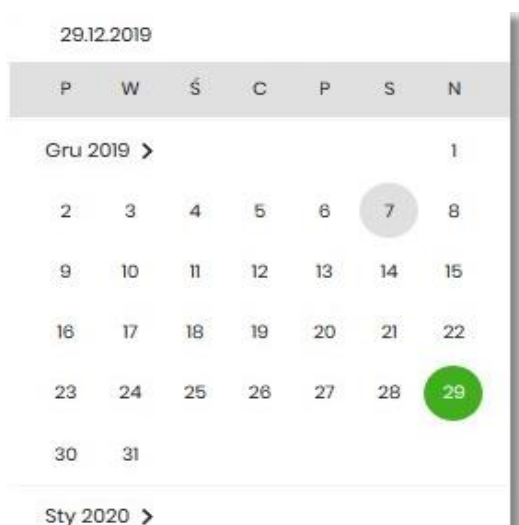 29.12.2019
P W Ś C P S N
Gru 2019 1
2 3 4 5 6 7 8
9 10 11 12 13 14 15
16 17 18 19 20 21 22
23 24 25 26 27 28 29
30 31
Sty 2020